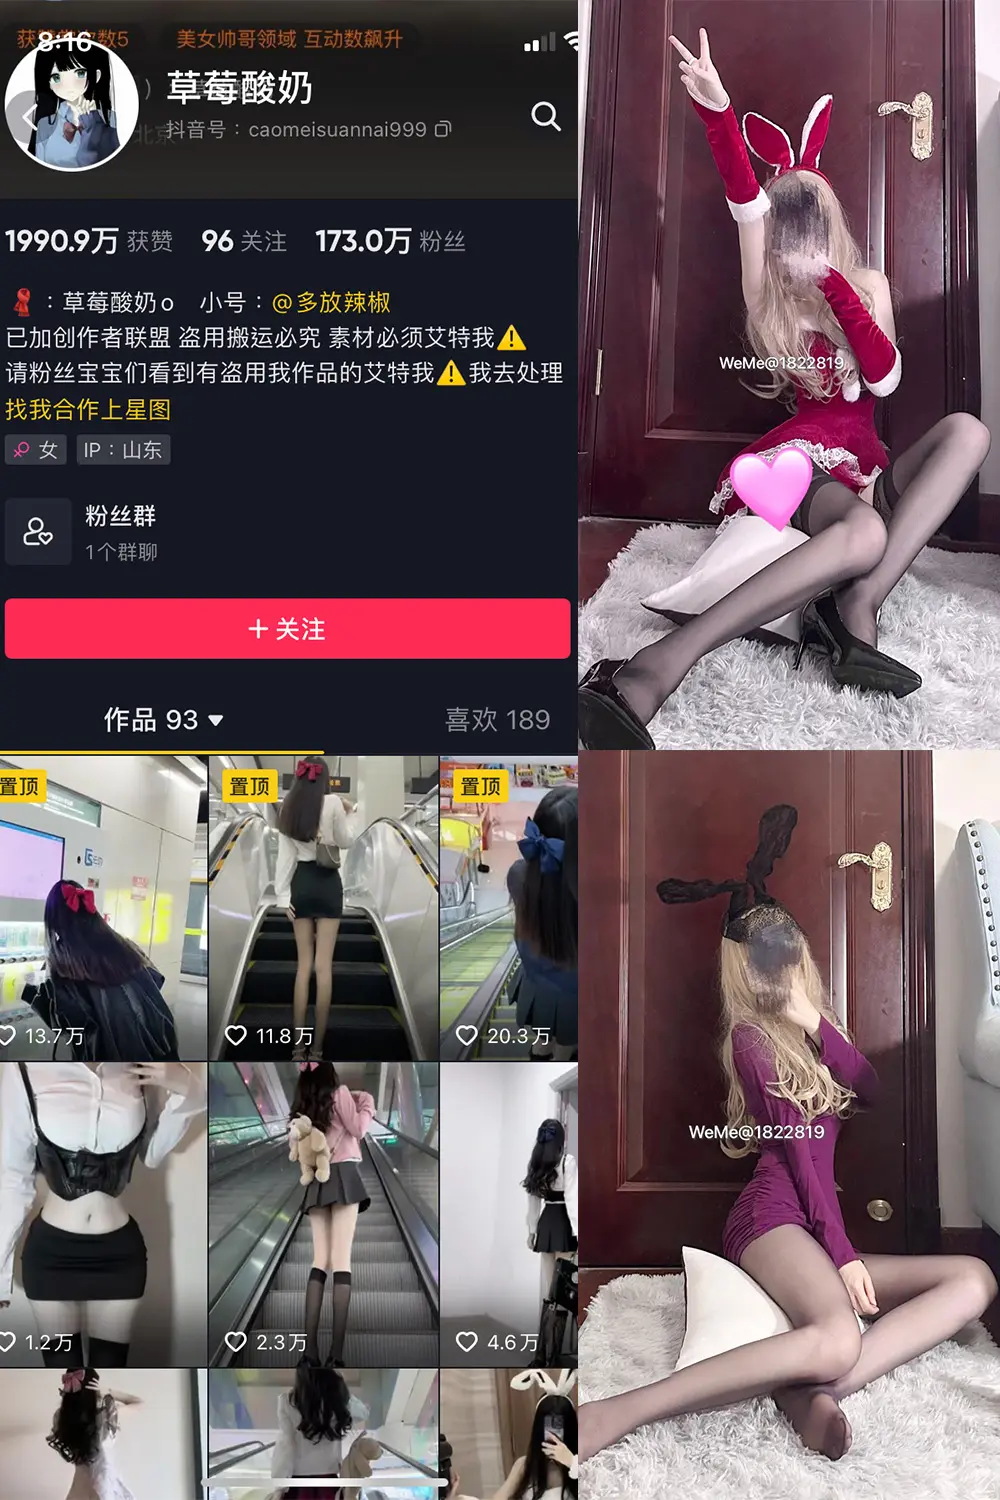 获赞 次数5
美女帅哥领域 互动数飙升
8:16
草莓酸奶
抖音号：caomeisuannai999
北京
1990.9万 获赞 96 关注 173.0万 粉丝
：草莓酸奶o 小号：@多放辣椒
已加创作者联盟 盗用搬运必究 素材必须艾特我⚠️
请粉丝宝宝们看到有盗用我作品的艾特我⚠️我去处理
找我合作上星图
女 IP：山东
粉丝群
1个群聊
+ 关注
作品 93
喜欢 189
置顶
置顶
置顶
13.7万
11.8万
20.3万
1.2万
2.3万
4.6万
WeMe@1822819
WeMe@1822819